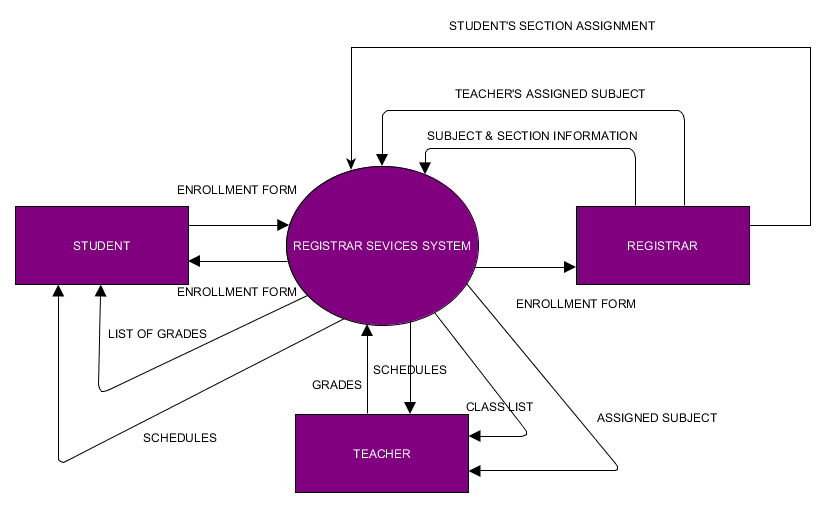 STUDENT'S SECTION ASSIGNMENT
TEACHER'S ASSIGNED SUBJECT
SUBJECT & SECTION INFORMATION
ENROLLMENT FORM
STUDENT
REGISTRAR SEVICES SYSTEM
REGISTRAR
ENROLLMENT FORM
ENROLLMENT FORM
LIST OF GRADES
SCHEDULES
GRADES
CLASS LIST
ASSIGNED SUBJECT
SCHEDULES
TEACHER